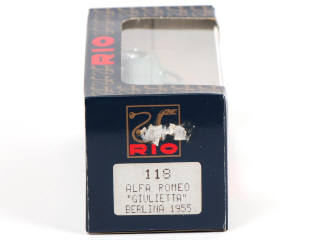 RIO
RIO
118
ALFA ROMEO
"GIULIETTA"
BERLINA 1955